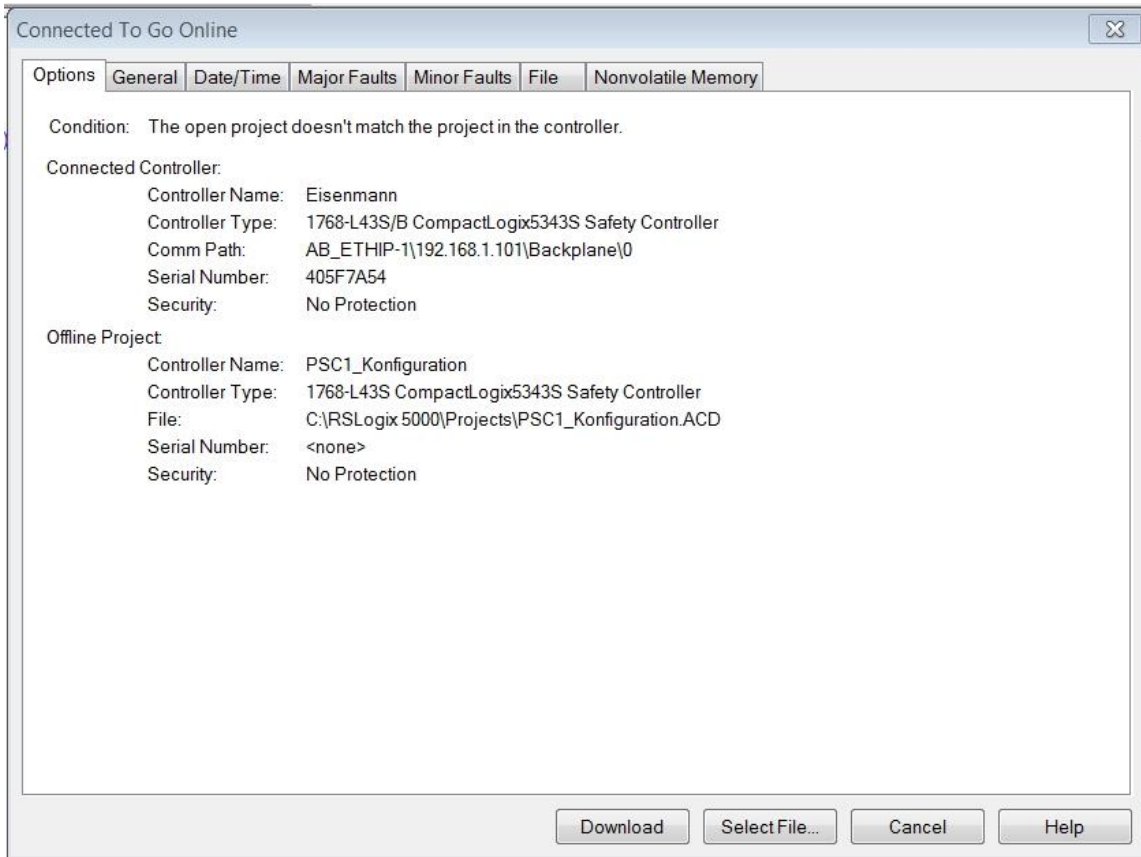 Connected To Go Online
Options General Date/Time Major Faults Minor Faults File Nonvolatile Memory
Condition: The open project doesn't match the project in the controller.
Connected Controller:
Controller Name: Eisenmann
Controller Type: 1768-L43S/B CompactLogix5343S Safety Controller
Comm Path: AB_ETHIP-1\192.168.1.101\Backplane\0
Serial Number: 405F7A54
Security: No Protection
Offline Project:
Controller Name: PSC1_Konfiguration
Controller Type: 1768-L43S CompactLogix5343S Safety Controller
File: C:\RSLogix 5000\Projects\PSC1_Konfiguration.ACD
Serial Number: <none>
Security: No Protection
Download Select File... Cancel Help